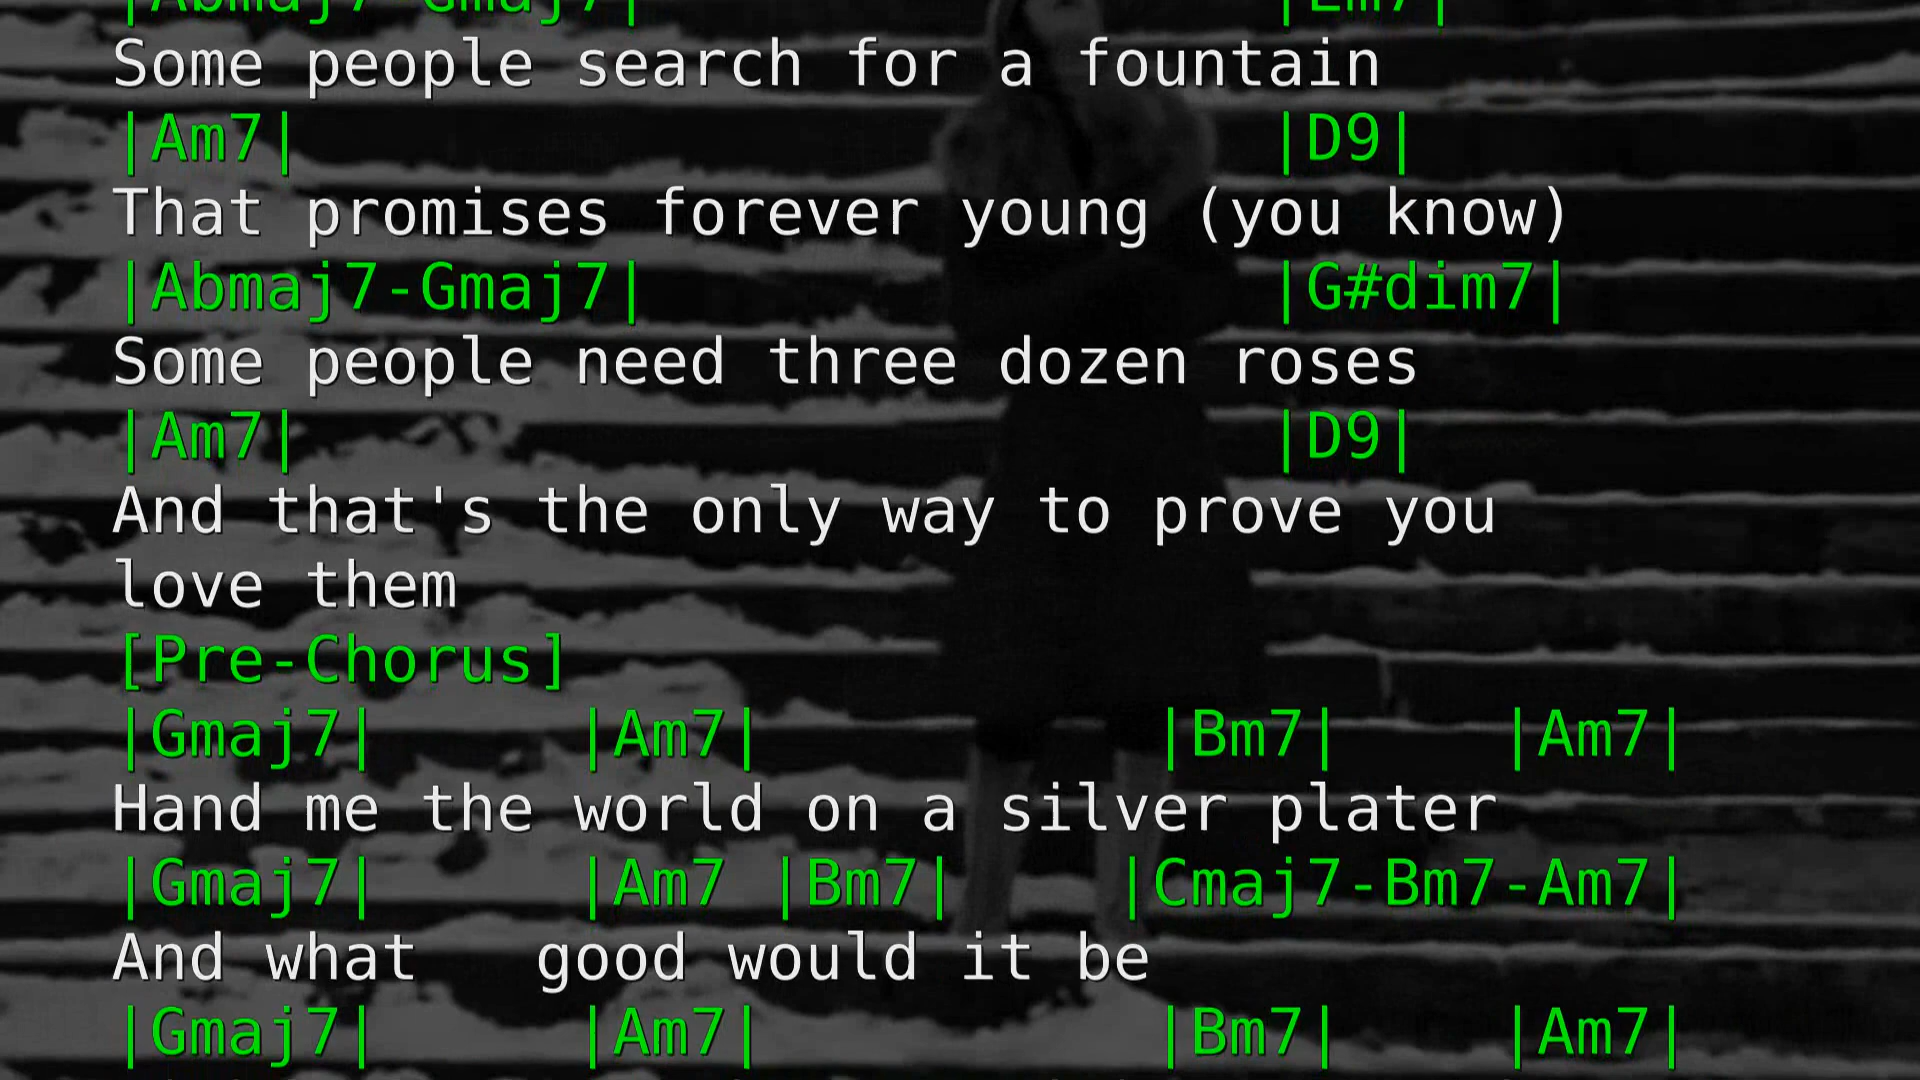 |Abmaj7-Gmaj7| |Em7|
Some people search for a fountain
|Am7| |D9|
That promises forever young (you know)
|Abmaj7-Gmaj7| |G#dim7|
Some people need three dozen roses
|Am7| |D9|
And that's the only way to prove you
love them
[Pre-Chorus]
|Gmaj7| |Am7| |Bm7| |Am7|
Hand me the world on a silver plater
|Gmaj7| |Am7 |Bm7| |Cmaj7-Bm7-Am7|
And what good would it be
|Gmaj7| |Am7| |Bm7| |Am7|